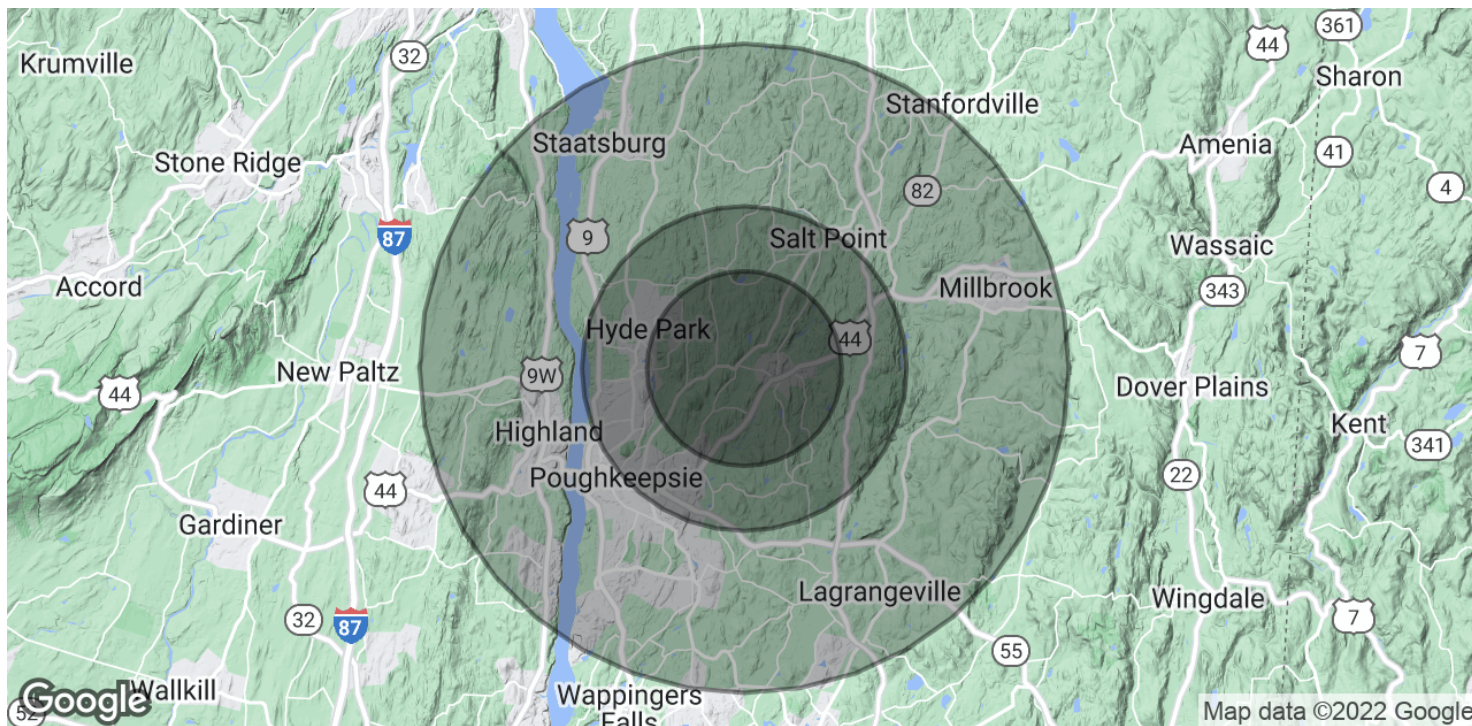 361
44
32
Krumville
Sharon
Stanfordville
Staatsburg
Amenia
Stone Ridge
41
82
4
9
87
Salt Point
Wassaic
Accord
Millbrook
343
Hyde Park
44
7
New Paltz
9W
44
Dover Plains
Kent
Highland
341
Poughkeepsie
22
44
Gardiner
Lagrangeville
Wingdale
32
87
7
55
Wallkill
Wappingers
Falls
52
Google
Map data ©2022 Google